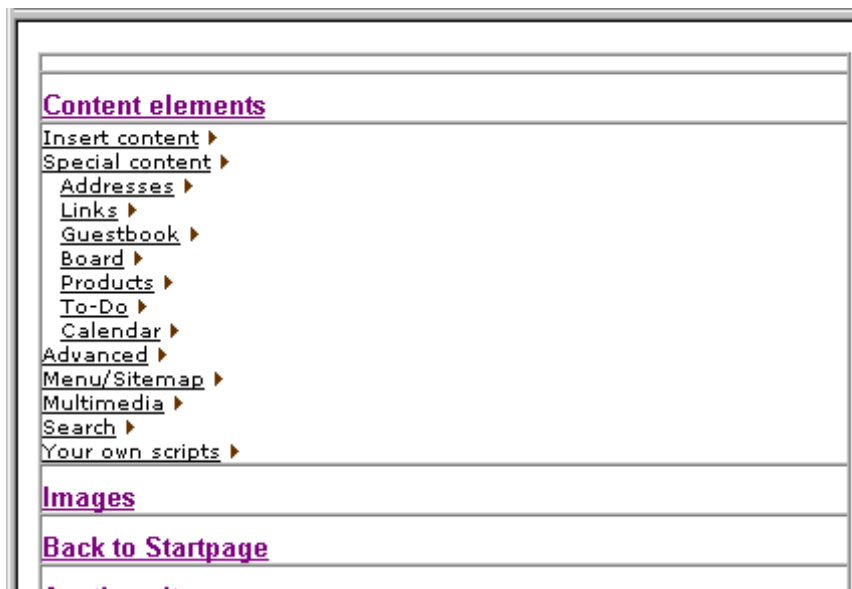 Content elements
Insert content
Special content
Addresses
Links
Guestbook
Board
Products
To-Do
Calendar
Advanced
Menu/Sitemap
Multimedia
Search
Your own scripts
Images
Back to Startpage